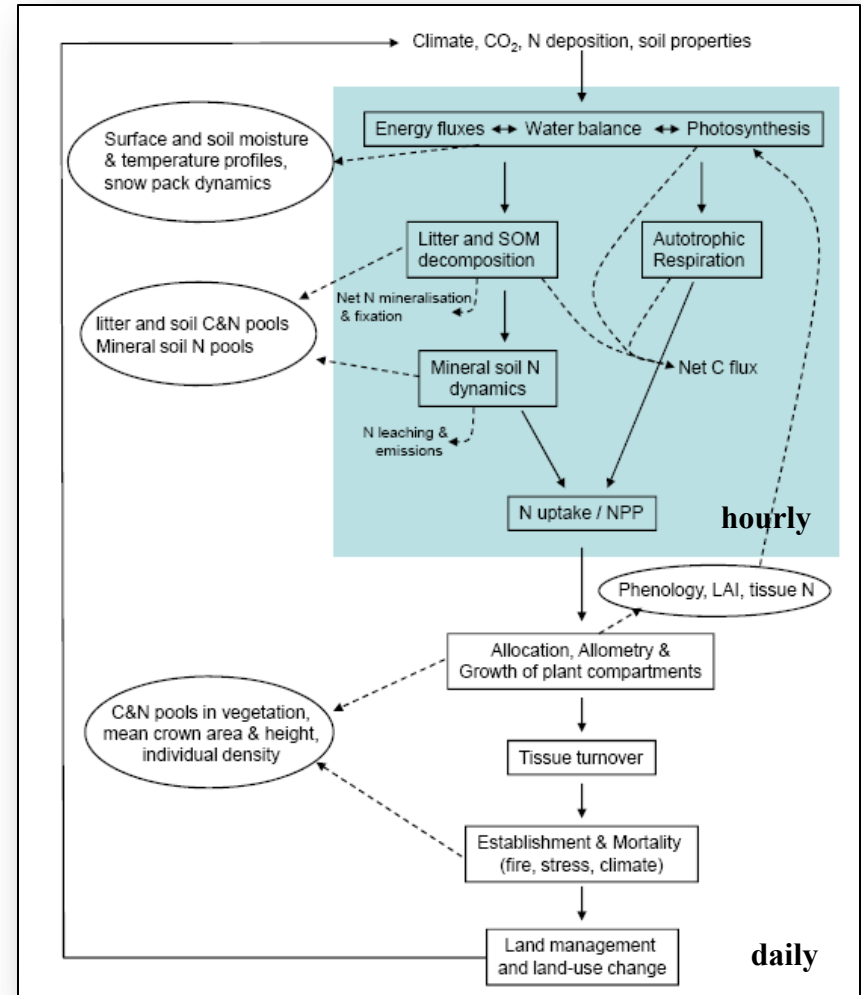 Climate, CO₂, N deposition, soil properties
Energy fluxes ↔ Water balance ↔ Photosynthesis
Surface and soil moisture
& temperature profiles,
snow pack dynamics
Litter and SOM
decomposition
Autotrophic
Respiration
Net N mineralisation
& fixation
litter and soil C&N pools
Mineral soil N pools
Mineral soil N
dynamics
Net C flux
N leaching &
emissions
N uptake / NPP
hourly
Phenology, LAI, tissue N
Allocation, Allometry &
Growth of plant compartments
C&N pools in vegetation,
mean crown area & height,
individual density
Tissue turnover
Establishment & Mortality
(fire, stress, climate)
Land management
and land-use change
daily